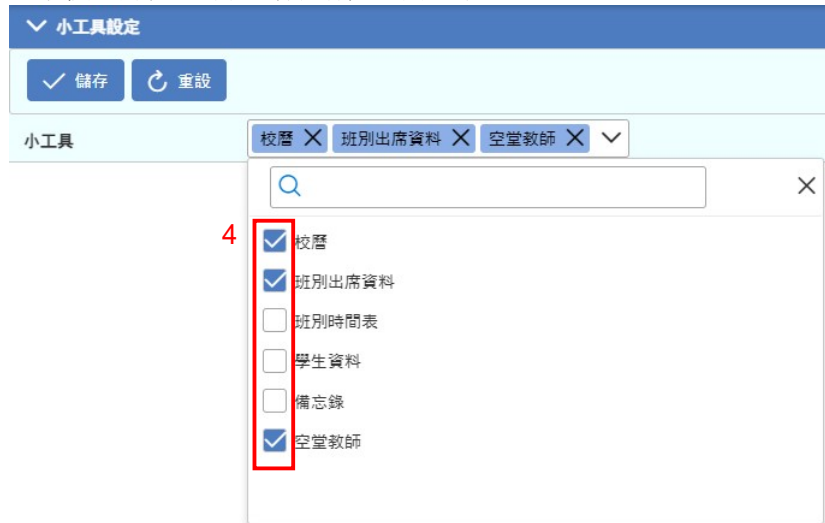 小工具設定
儲存 重設
小工具 校曆 班別出席資料 空堂教師
4
校曆
班別出席資料
班別時間表
學生資料
備忘錄
空堂教師